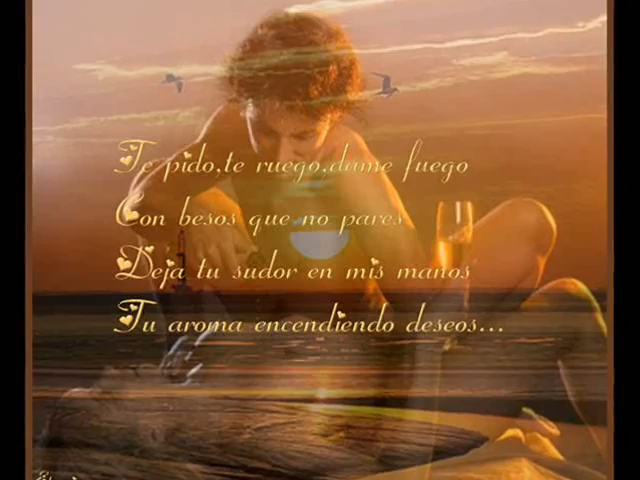 Te pido,te ruego,dame fuego
Con besos que no pares
Deja tu sudor en mis manos
Tu aroma encendiendo deseos...